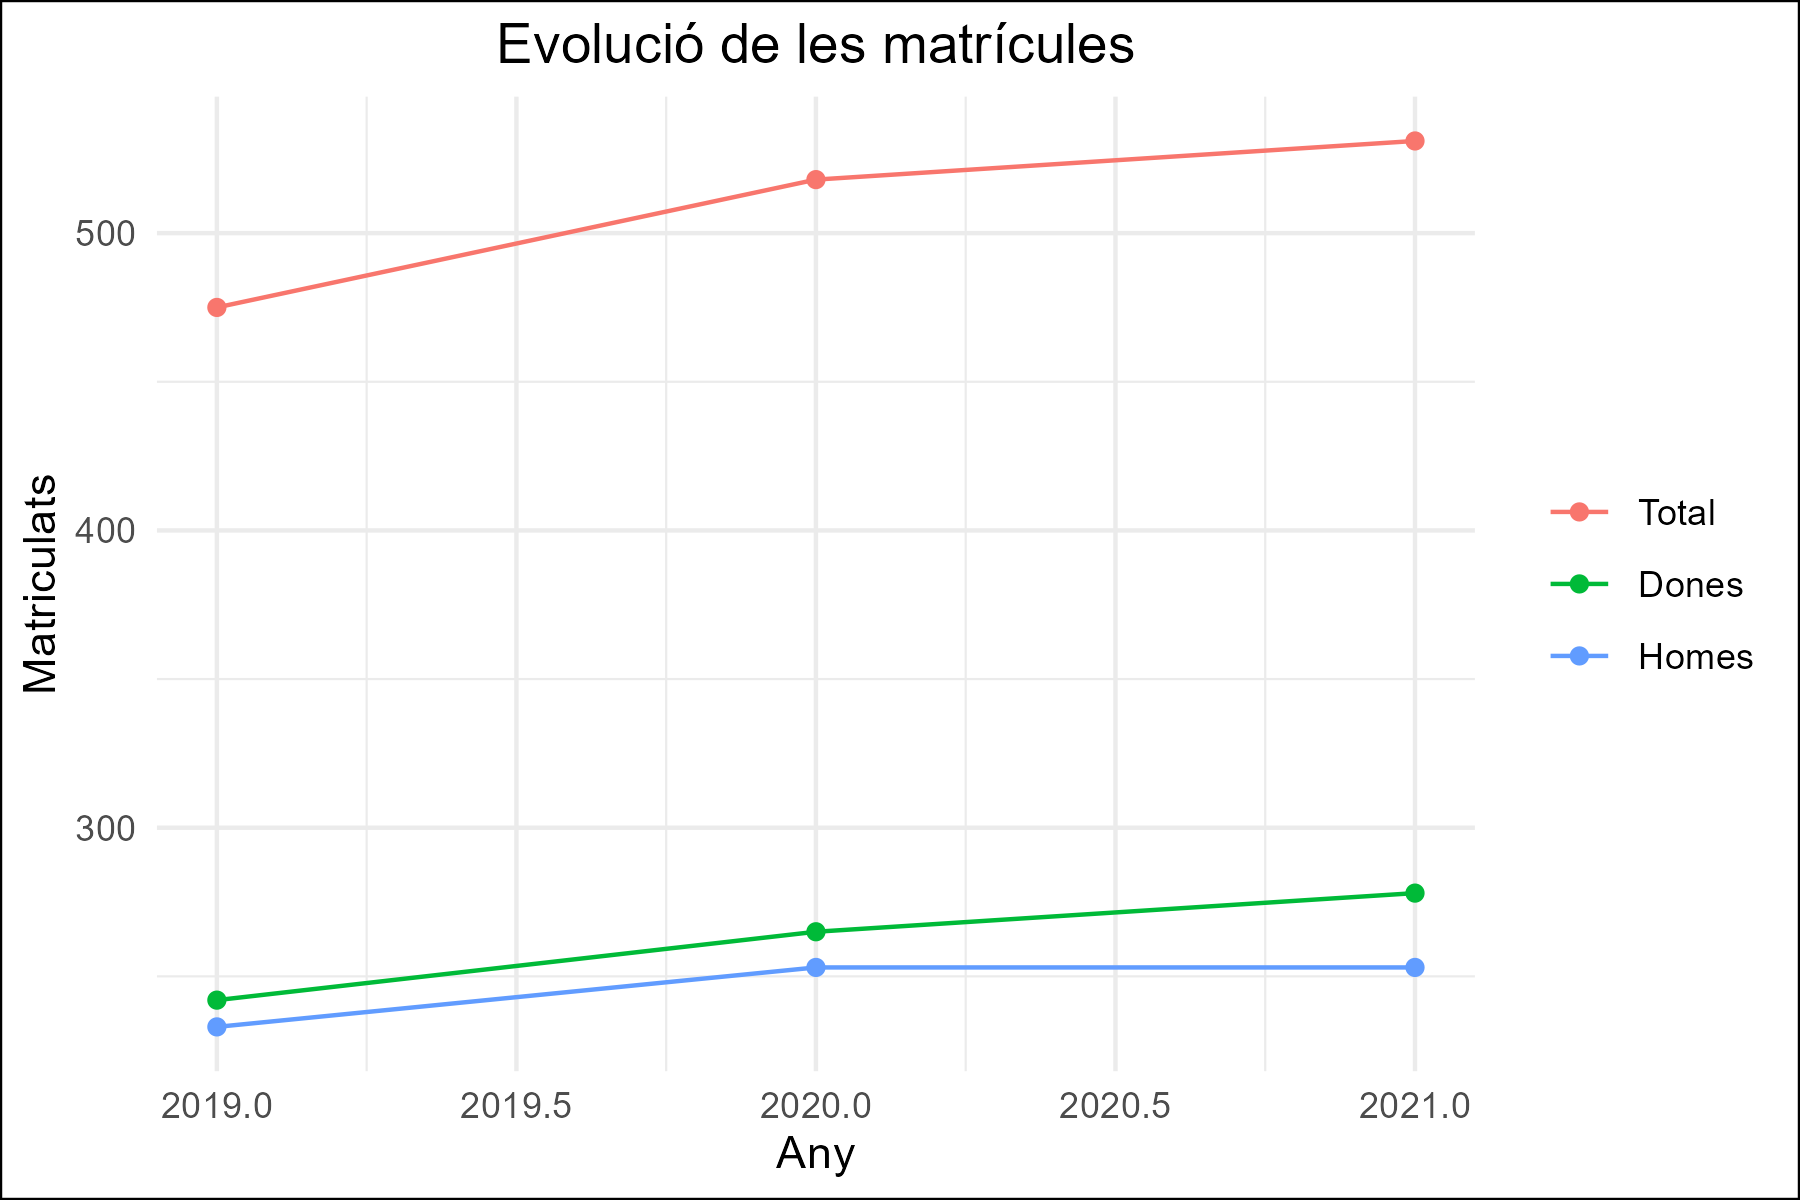 Evolució de les matrícules
Matriculats
500
400
300
2019.0
2019.5
2020.0
2020.5
2021.0
Any
Total
Dones
Homes